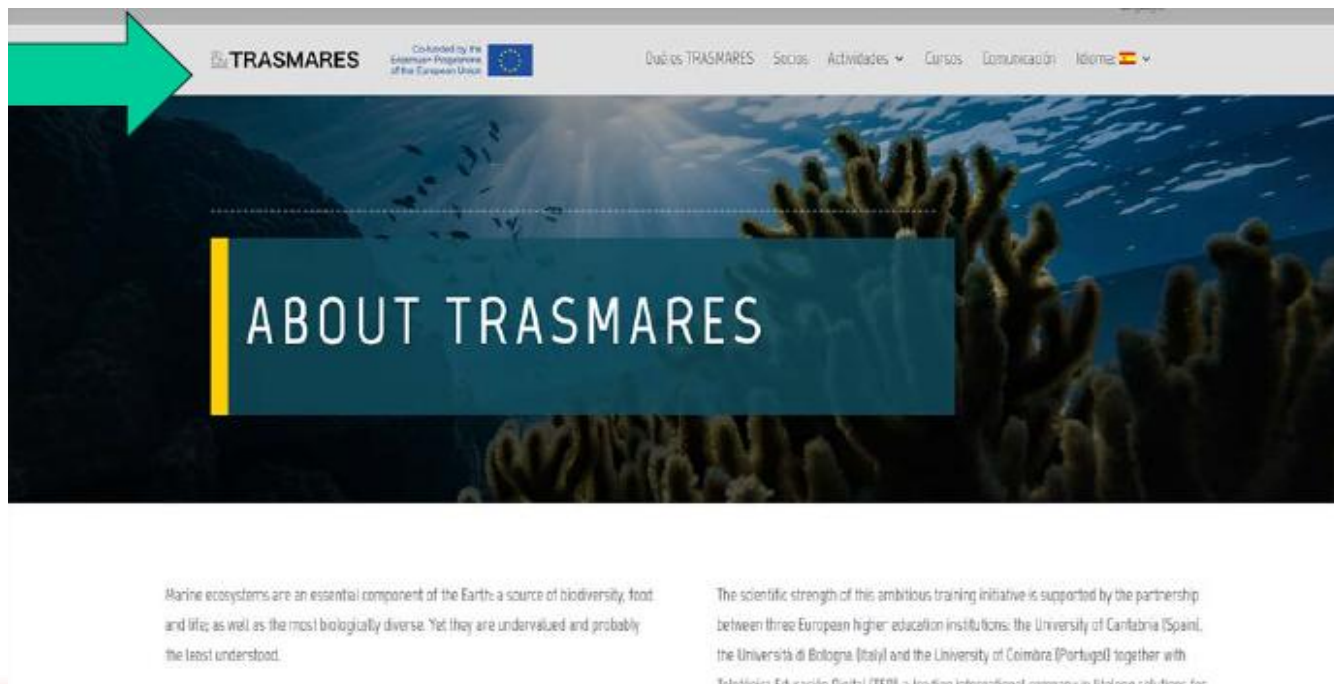 TRASMARES
Co-funded by the
Erasmus+ Programme
of the European Union
Qué es TRASMARES Socios Actividades Cursos Comunicación Idioma:
ABOUT TRASMARES
Marine ecosystems are an essential component of the Earth: a source of biodiversity, food
and life; as well as the most biologically diverse. Yet they are undervalued and probably
the least understood.
The scientific strength of this ambitious training initiative is supported by the partnership
between three European higher education institutions: the University of Cantabria (Spain),
the Università di Bologna (Italy) and the University of Coimbra (Portugal) together with